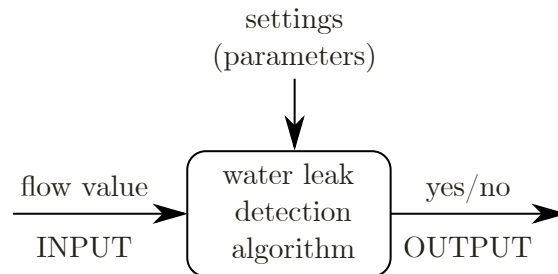 settings
(parameters)
flow value
INPUT
water leak
detection
algorithm
yes/no
OUTPUT